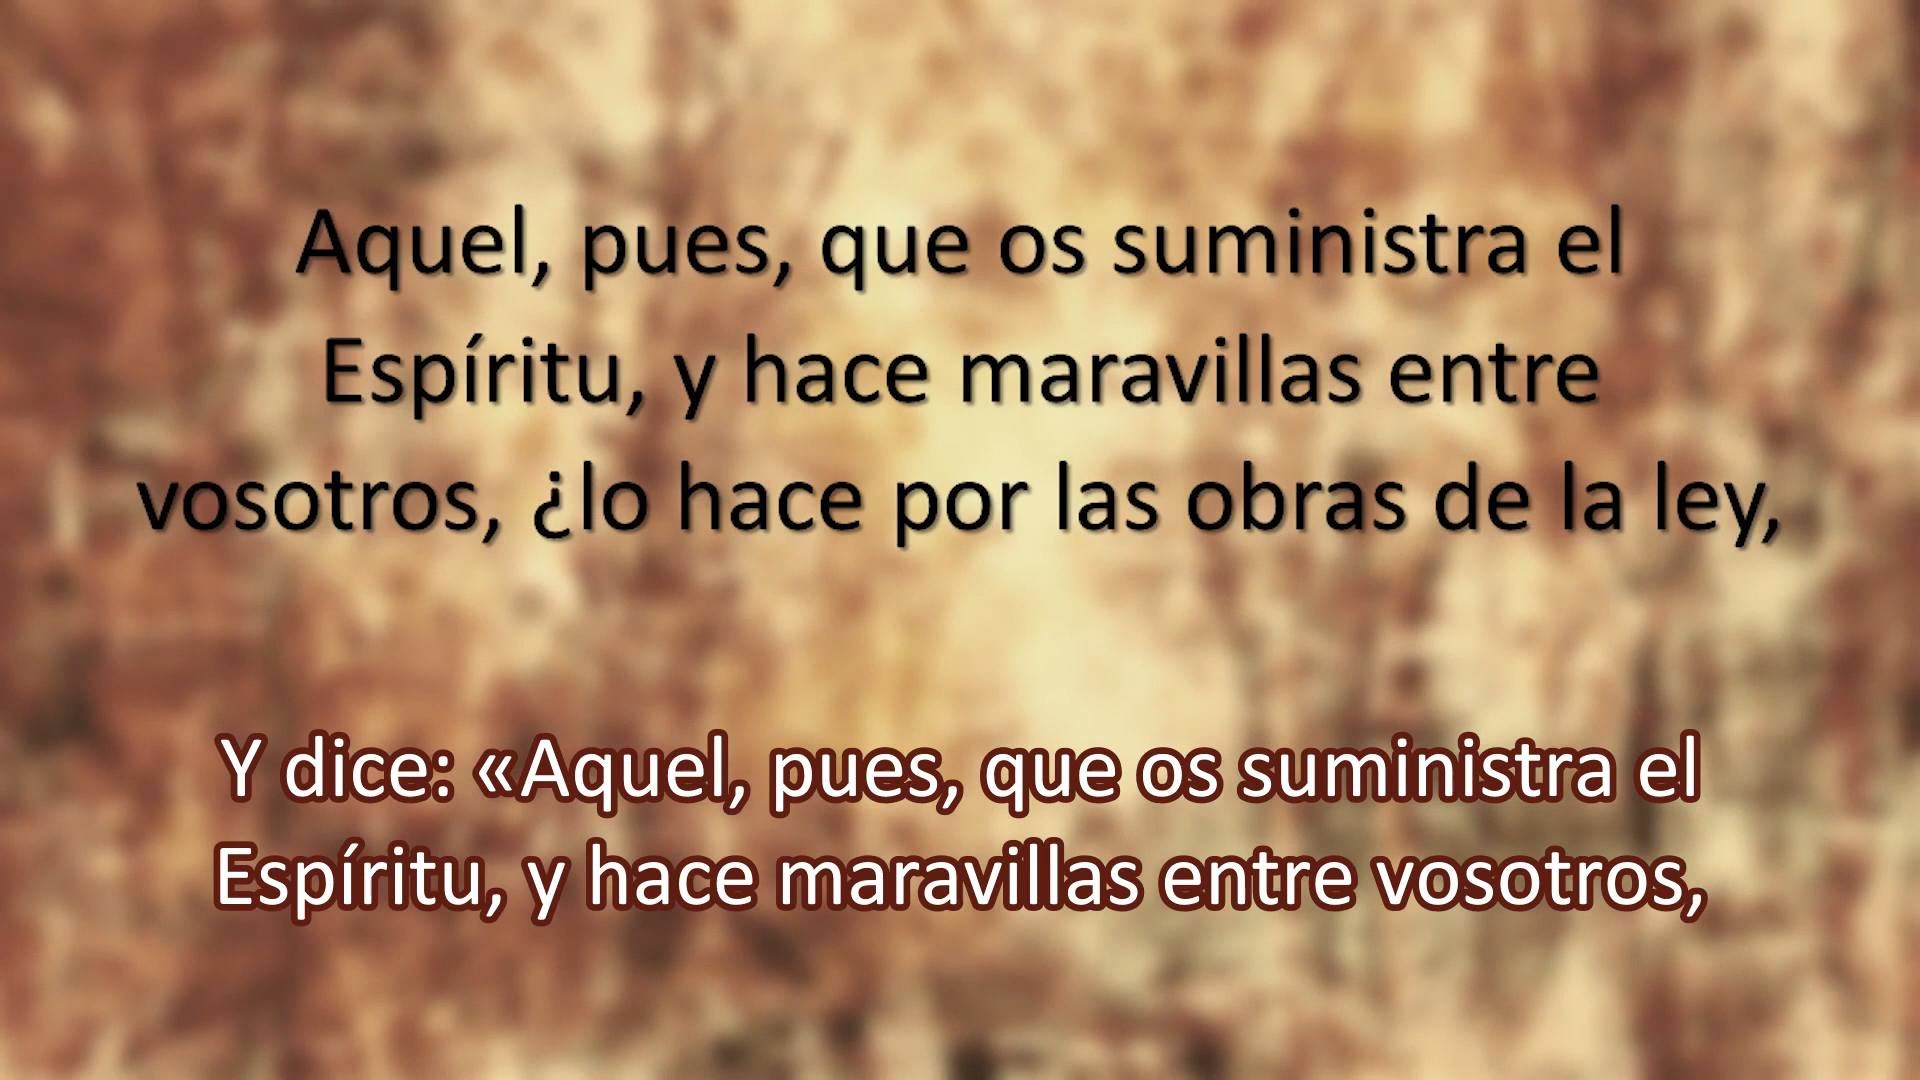 Aquel, pues, que os suministra el
Espíritu, y hace maravillas entre
vosotros, ¿lo hace por las obras de la ley,
Y dice: «Aquel, pues, que os suministra el
Espíritu, y hace maravillas entre vosotros,